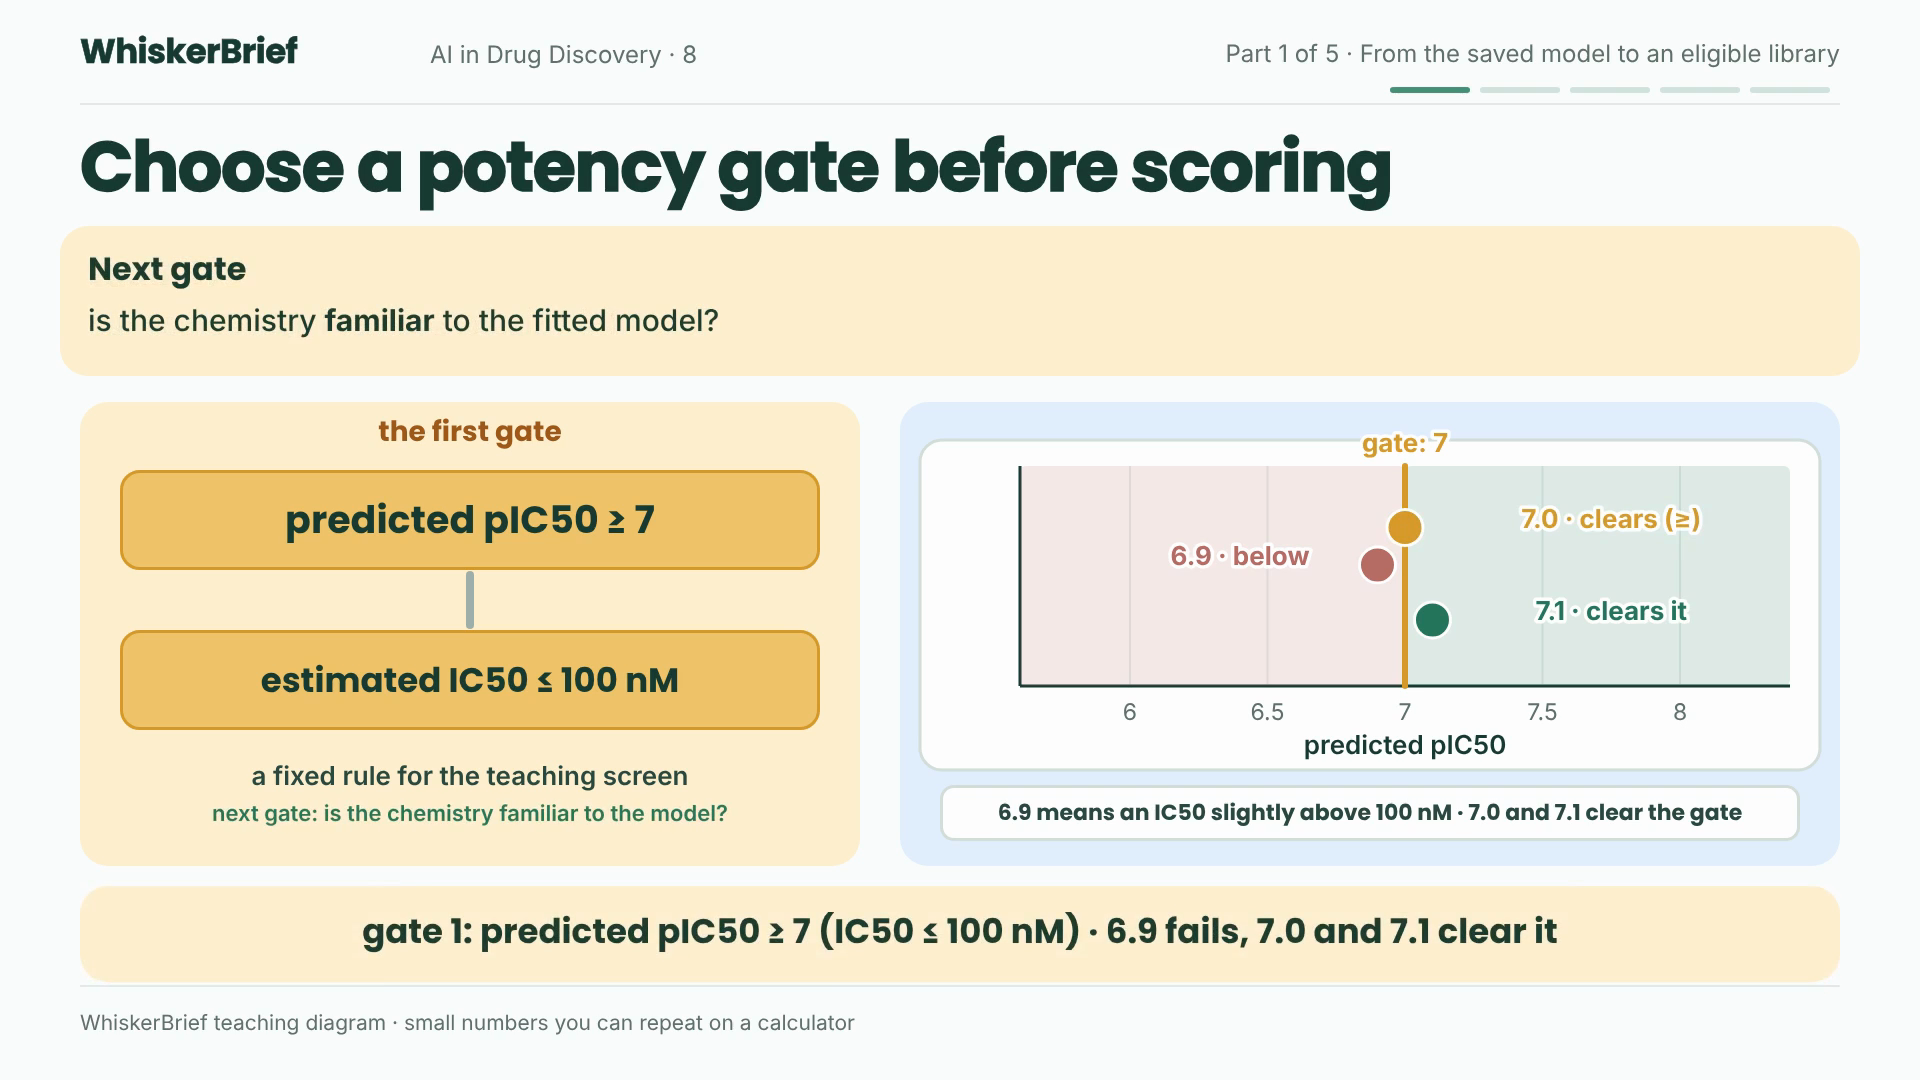 WhiskerBrief
AI in Drug Discovery · 8
Part 1 of 5 · From the saved model to an eligible library
Choose a potency gate before scoring
Next gate
is the chemistry familiar to the fitted model?
the first gate
predicted pIC50 ≥ 7
estimated IC50 ≤ 100 nM
a fixed rule for the teaching screen
next gate: is the chemistry familiar to the model?
gate: 7
7.0 · clears (≥)
6.9 · below
7.1 · clears it
6 6.5 7 7.5 8
predicted pIC50
6.9 means an IC50 slightly above 100 nM · 7.0 and 7.1 clear the gate
gate 1: predicted pIC50 ≥ 7 (IC50 ≤ 100 nM) · 6.9 fails, 7.0 and 7.1 clear it
WhiskerBrief teaching diagram · small numbers you can repeat on a calculator